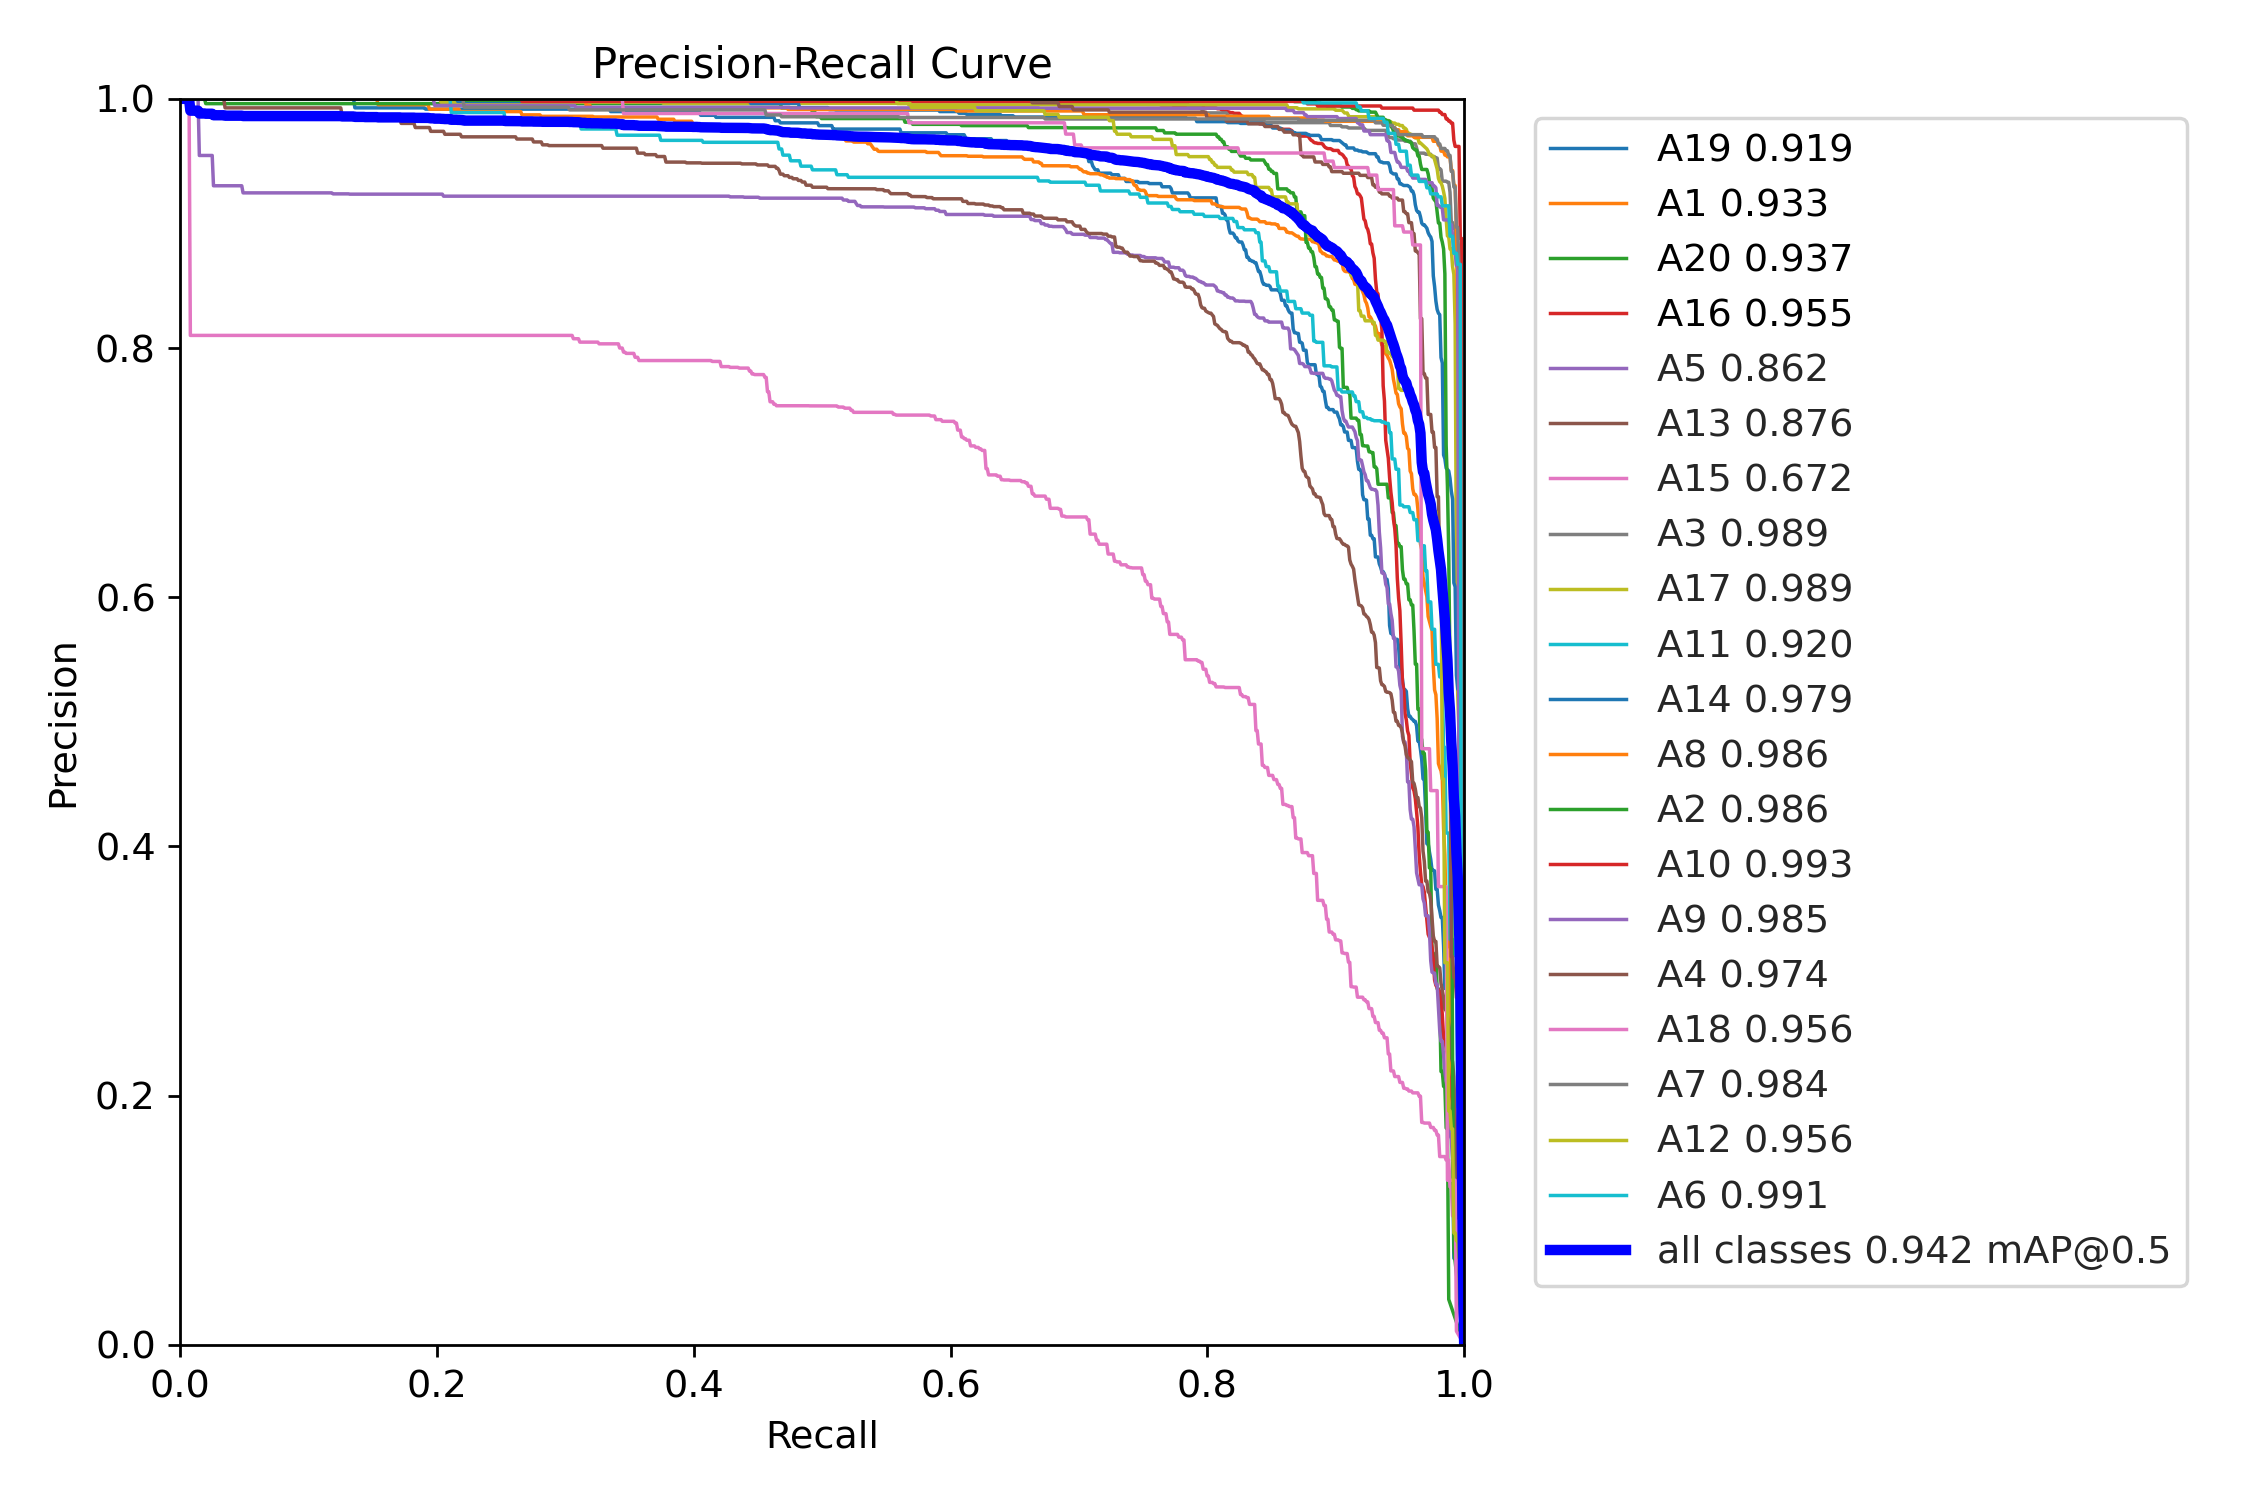 Precision-Recall Curve
1.0
0.8
0.6
0.4
0.2
0.0
Precision
0.0 0.2 0.4 0.6 0.8 1.0
Recall
A19 0.919
A1 0.933
A20 0.937
A16 0.955
A5 0.862
A13 0.876
A15 0.672
A3 0.989
A17 0.989
A11 0.920
A14 0.979
A8 0.986
A2 0.986
A10 0.993
A9 0.985
A4 0.974
A18 0.956
A7 0.984
A12 0.956
A6 0.991
all classes 0.942 mAP@0.5